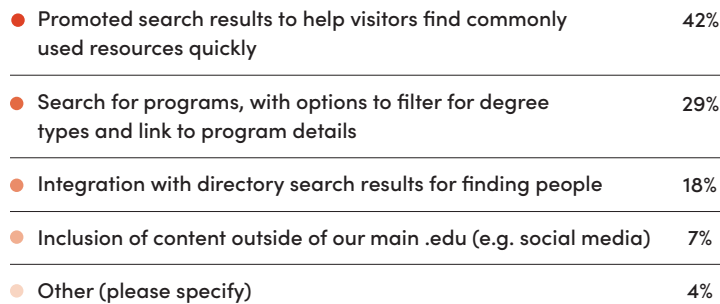 Promoted search results to help visitors find commonly 42%
used resources quickly
Search for programs, with options to filter for degree 29%
types and link to program details
Integration with directory search results for finding people 18%
Inclusion of content outside of our main .edu (e.g. social media) 7%
Other (please specify) 4%